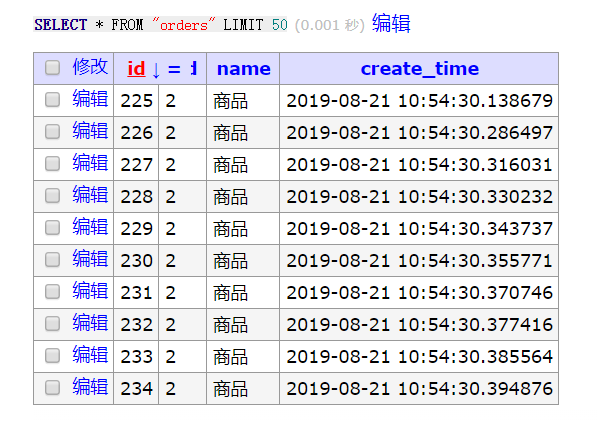 SELECT * FROM "orders" LIMIT 50 (0.001 秒) 编辑
修改 id ↓ = d name create_time
编辑 225 2 商品 2019-08-21 10:54:30.138679
编辑 226 2 商品 2019-08-21 10:54:30.286497
编辑 227 2 商品 2019-08-21 10:54:30.316031
编辑 228 2 商品 2019-08-21 10:54:30.330232
编辑 229 2 商品 2019-08-21 10:54:30.343737
编辑 230 2 商品 2019-08-21 10:54:30.355771
编辑 231 2 商品 2019-08-21 10:54:30.370746
编辑 232 2 商品 2019-08-21 10:54:30.377416
编辑 233 2 商品 2019-08-21 10:54:30.385564
编辑 234 2 商品 2019-08-21 10:54:30.394876